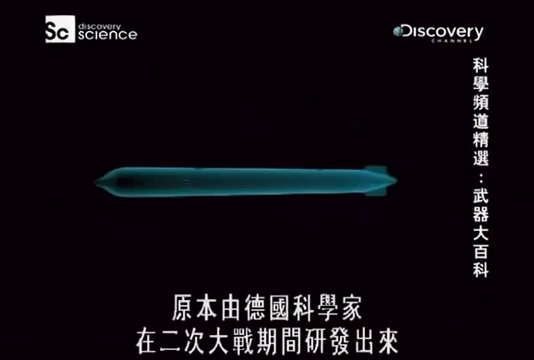 Sc discovery science
Discovery
CHANNEL
科學頻道精選：武器大百科
原本由德國科學家
在二次大戰期間研發出來